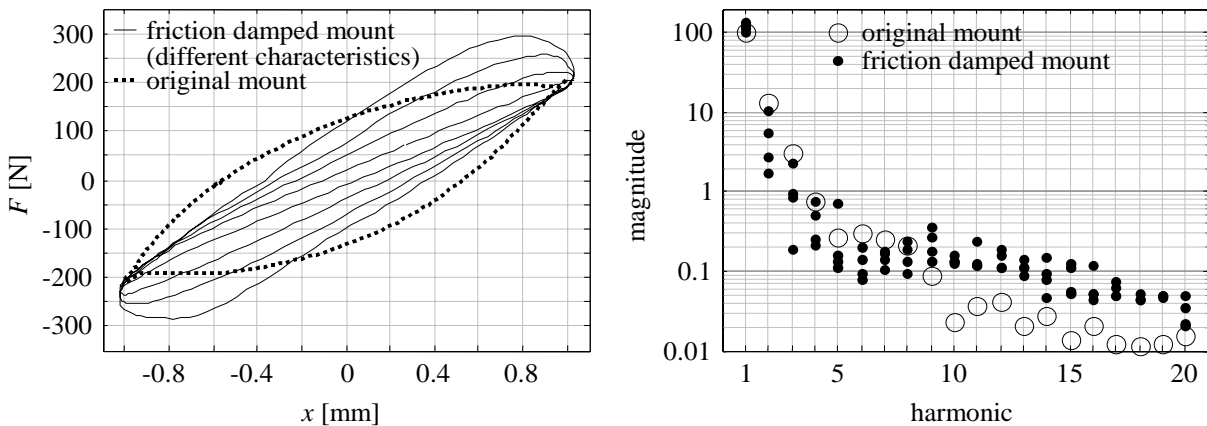 300
200
100
0
-100
-200
-300
F [N]
friction damped mount
(different characteristics)
original mount
-0.8
-0.4
0
0.4
0.8
x [mm]
100
10
1
0.1
0.01
magnitude
original mount
friction damped mount
1
5
10
15
20
harmonic